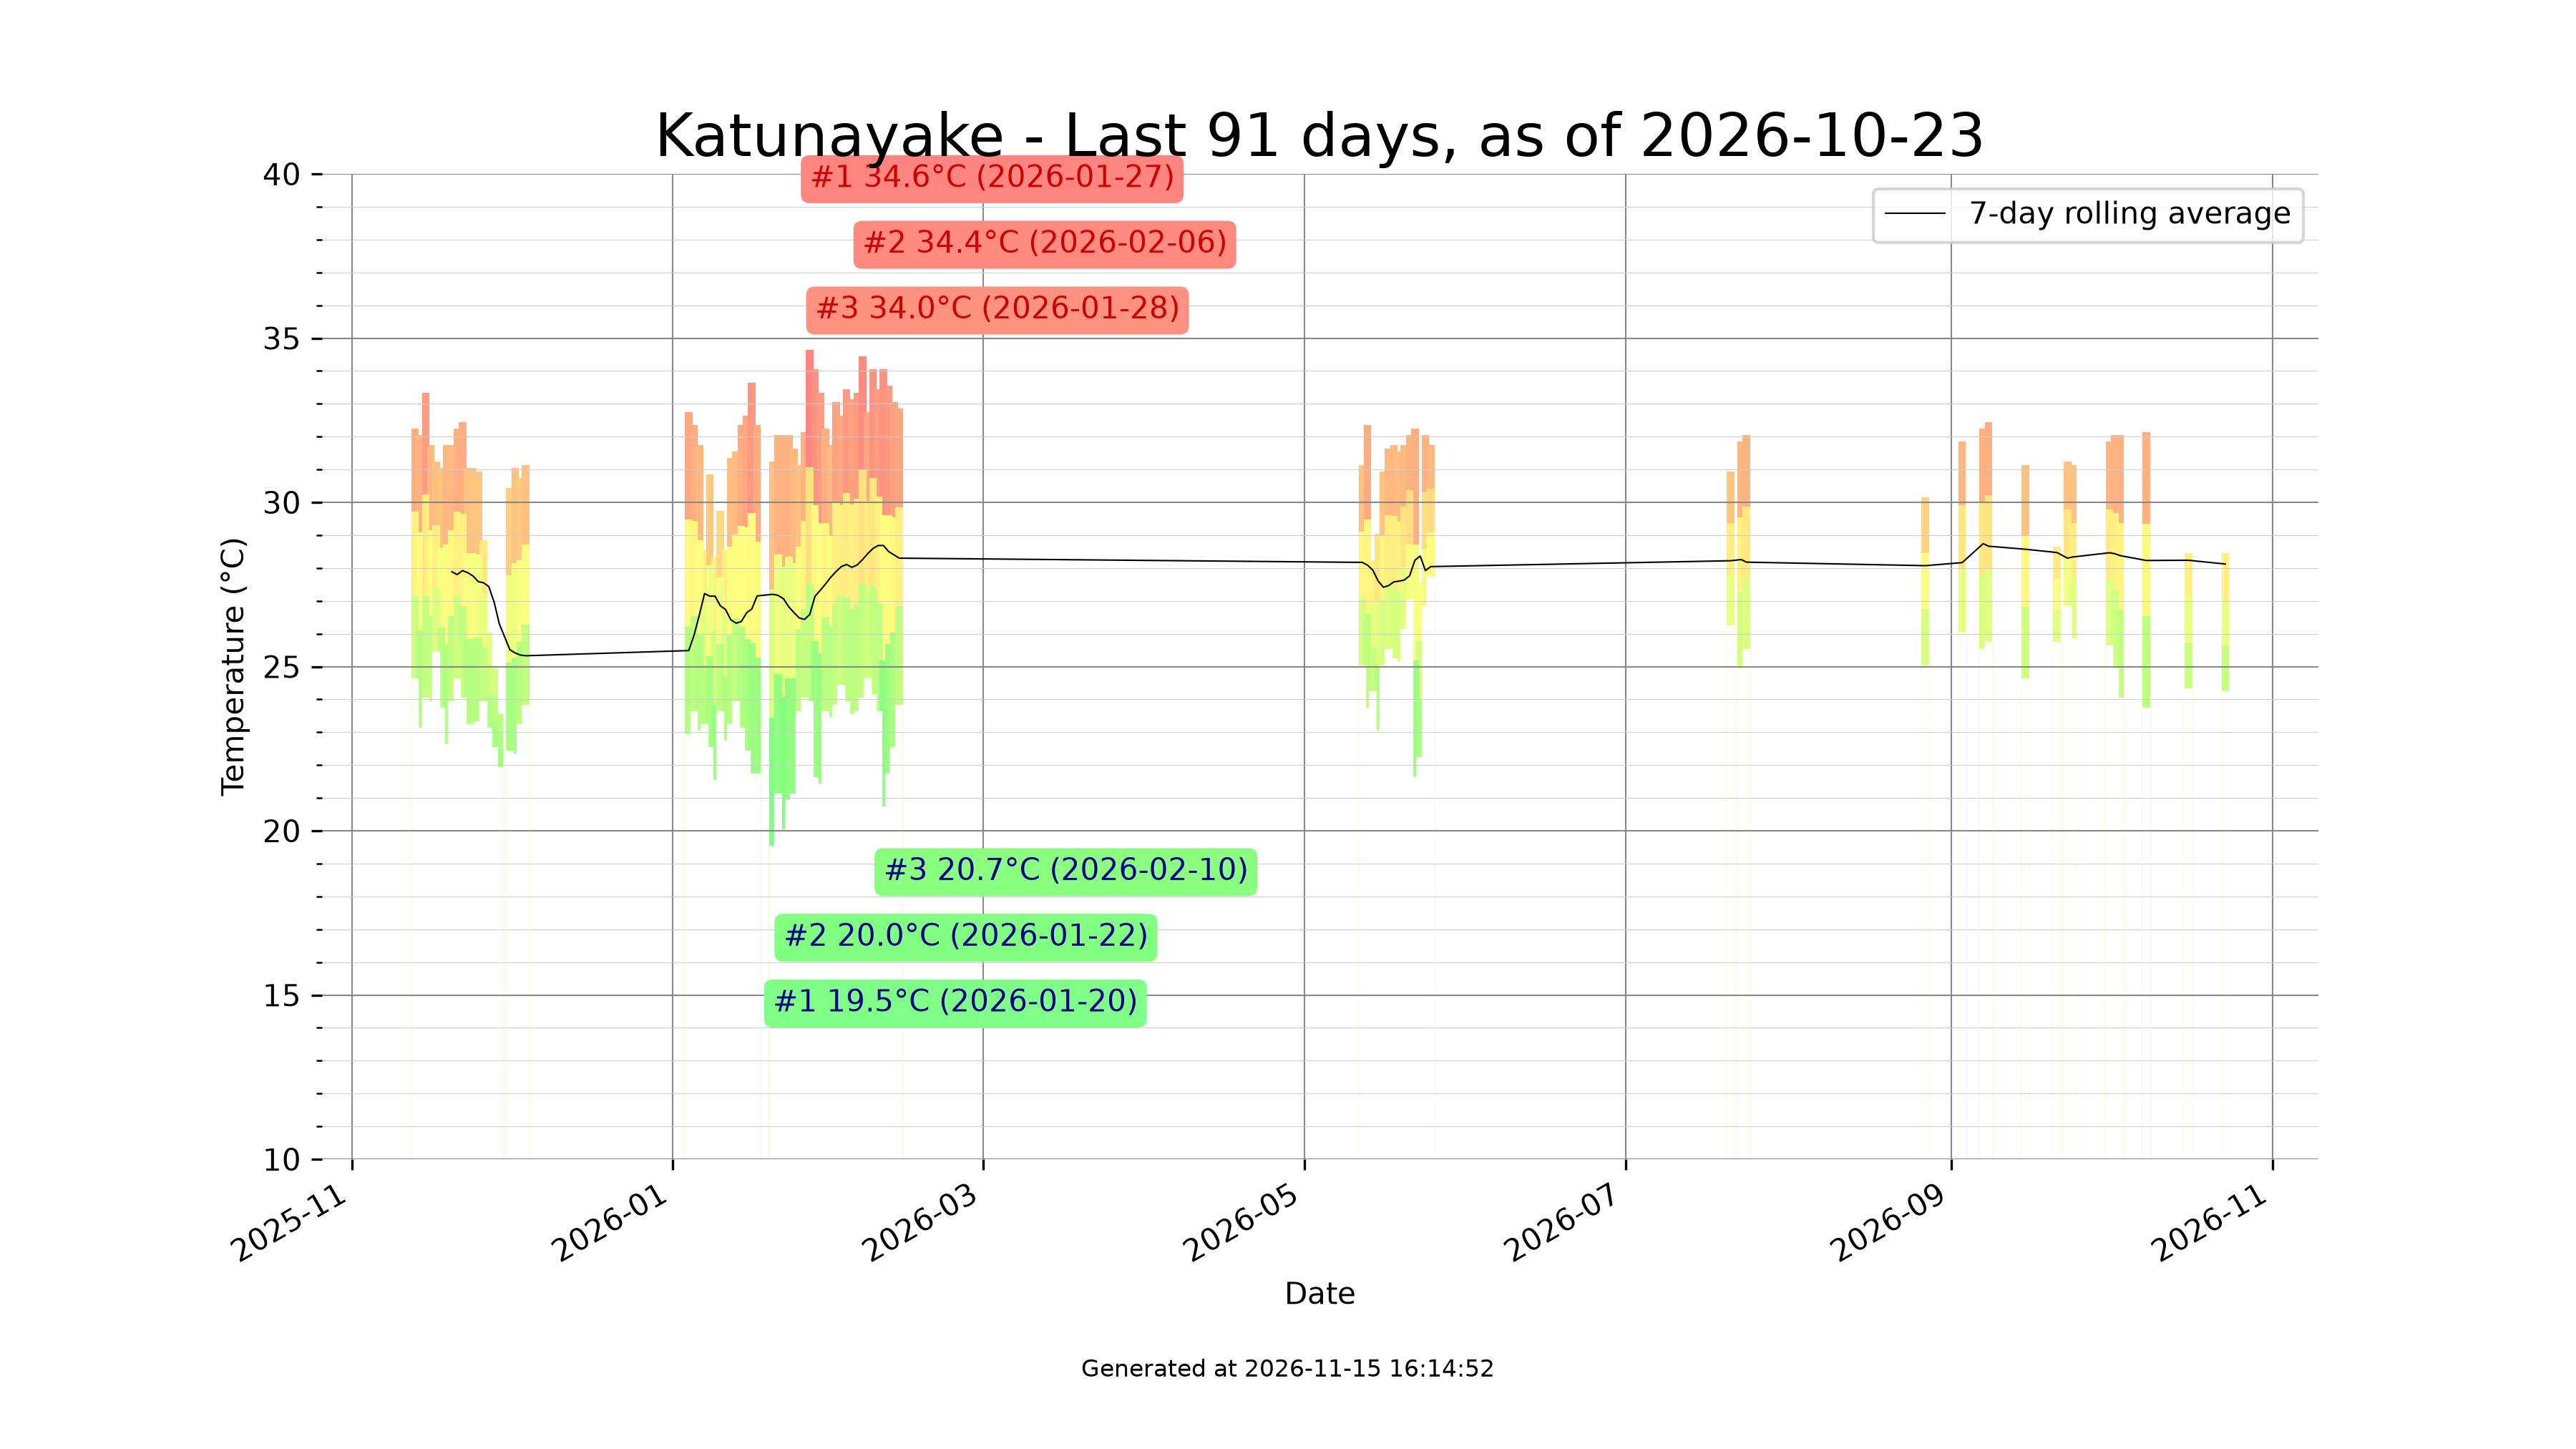 Katunayake - Last 91 days, as of 2026-10-23
#1 34.6°C (2026-01-27)
#2 34.4°C (2026-02-06)
#3 34.0°C (2026-01-28)
7-day rolling average
40
35
30
25
20
15
10
Temperature (°C)
#3 20.7°C (2026-02-10)
#2 20.0°C (2026-01-22)
#1 19.5°C (2026-01-20)
2025-11
2026-01
2026-03
2026-05
2026-07
2026-09
2026-11
Date
Generated at 2026-11-15 16:14:52